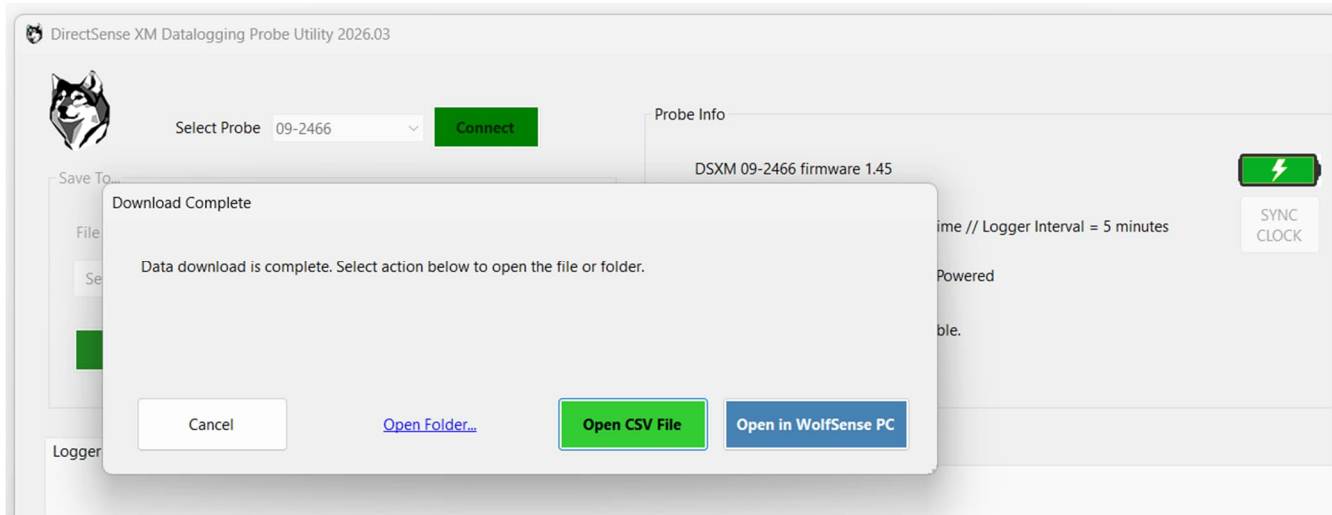 DirectSense XM Datalogging Probe Utility 2026.03
Select Probe 09-2466 Connect
Probe Info
DSXM 09-2466 firmware 1.45
Save To...
Download Complete
File
ime // Logger Interval = 5 minutes
SYNC
CLOCK
Data download is complete. Select action below to open the file or folder.
Se
Powered
ble.
Cancel Open Folder... Open CSV File Open in WolfSense PC
Logger